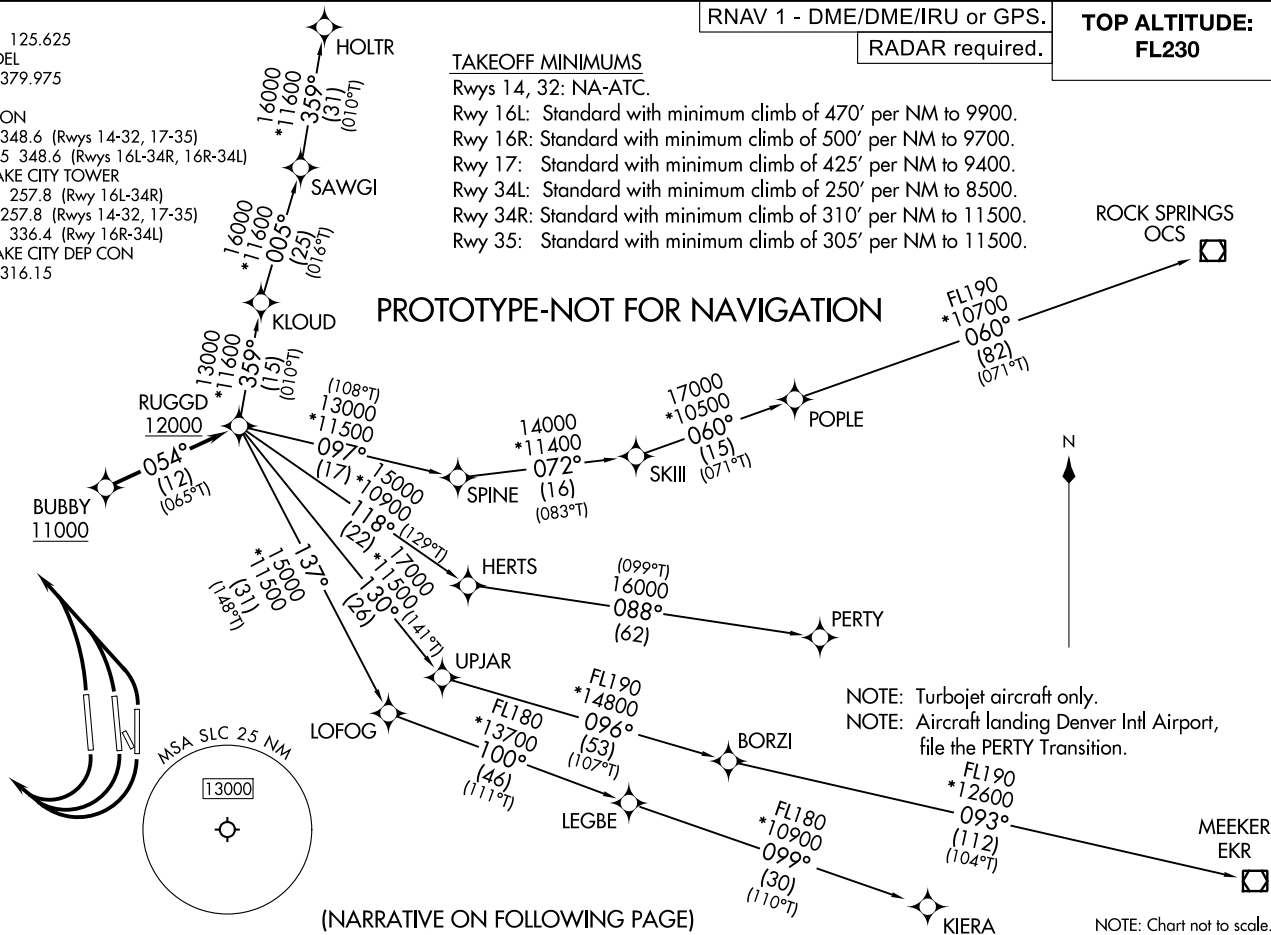 RNAV 1 - DME/DME/IRU or GPS.
RADAR required.
TOP ALTITUDE:
FL230
125.625
DEL
379.975
ON
348.6 (Rwys 14-32, 17-35)
5 348.6 (Rwys 16L-34R, 16R-34L)
AKE CITY TOWER
257.8 (Rwy 16L-34R)
257.8 (Rwys 14-32, 17-35)
336.4 (Rwy 16R-34L)
AKE CITY DEP CON
316.15
TAKEOFF MINIMUMS
Rwys 14, 32: NA-ATC.
Rwy 16L: Standard with minimum climb of 470' per NM to 9900.
Rwy 16R: Standard with minimum climb of 500' per NM to 9700.
Rwy 17: Standard with minimum climb of 425' per NM to 9400.
Rwy 34L: Standard with minimum climb of 250' per NM to 8500.
Rwy 34R: Standard with minimum climb of 310' per NM to 11500.
Rwy 35: Standard with minimum climb of 305' per NM to 11500.
HOLTR
16000
*11600
359°
(31)
(010°T)
SAWGI
16000
*11600
005°
(25)
(016°T)
KLOUD
13000
*11600
359°
(15)
(010°T)
PROTOTYPE-NOT FOR NAVIGATION
ROCK SPRINGS
OCS
FL190
*10700
060°
(82)
(071°T)
POPLE
17000
*10500
060°
(15)
(071°T)
SKIII
14000
*11400
072°
(16)
(083°T)
SPINE
(108°T)
13000
*11500
097°
(17)
RUGGD
12000
054°
(12)
(065°T)
BUBBY
11000
15000
*10900
118°
(22)
(129°T)
HERTS
(099°T)
16000
088°
(62)
PERTY
17000
*11500
130°
(26)
(141°T)
UPJAR
137°
15000
*11500
(31)
(148°T)
LOFOG
FL190
*14800
096°
(53)
(107°T)
BORZI
FL190
*12600
093°
(112)
(104°T)
MEEKER
EKR
FL180
*13700
100°
(46)
(111°T)
LEGBE
FL180
*10900
099°
(30)
(110°T)
KIERA
N
NOTE: Turbojet aircraft only.
NOTE: Aircraft landing Denver Intl Airport,
file the PERTY Transition.
MSA SLC 25 NM
13000
(NARRATIVE ON FOLLOWING PAGE)
NOTE: Chart not to scale.